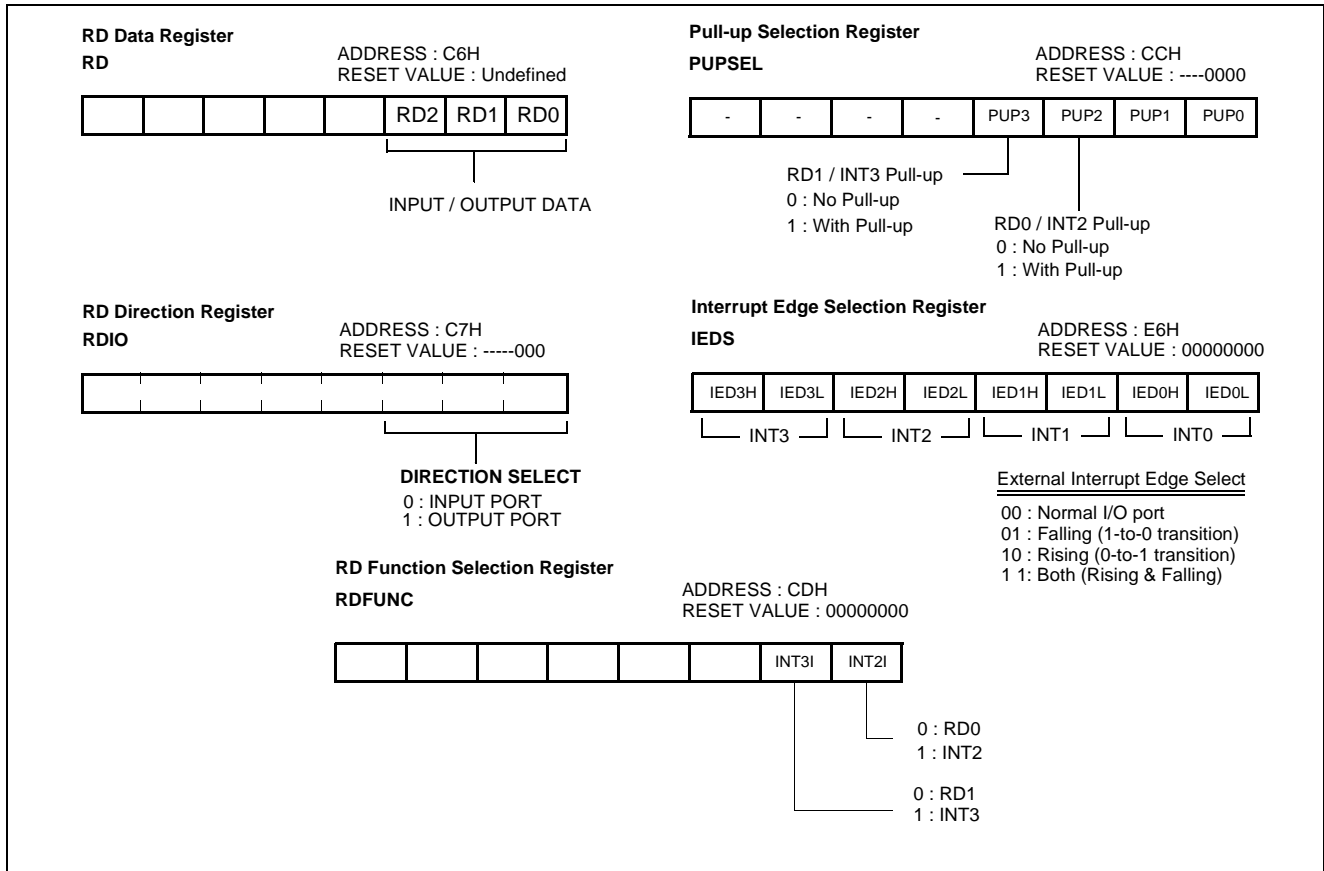 RD Data Register
RD
ADDRESS : C6H
RESET VALUE : Undefined
RD2 RD1 RD0
INPUT / OUTPUT DATA
Pull-up Selection Register
PUPSEL
ADDRESS : CCH
RESET VALUE : ----0000
- - - - PUP3 PUP2 PUP1 PUP0
RD1 / INT3 Pull-up
0 : No Pull-up
1 : With Pull-up
RD0 / INT2 Pull-up
0 : No Pull-up
1 : With Pull-up
RD Direction Register
RDIO
ADDRESS : C7H
RESET VALUE : -----000
DIRECTION SELECT
0 : INPUT PORT
1 : OUTPUT PORT
Interrupt Edge Selection Register
IEDS
ADDRESS : E6H
RESET VALUE : 00000000
IED3H IED3L IED2H IED2L IED1H IED1L IED0H IED0L
INT3 INT2 INT1 INT0
External Interrupt Edge Select
00 : Normal I/O port
01 : Falling (1-to-0 transition)
10 : Rising (0-to-1 transition)
1 1: Both (Rising & Falling)
RD Function Selection Register
RDFUNC
ADDRESS : CDH
RESET VALUE : 00000000
INT3I INT2I
0 : RD0
1 : INT2
0 : RD1
1 : INT3